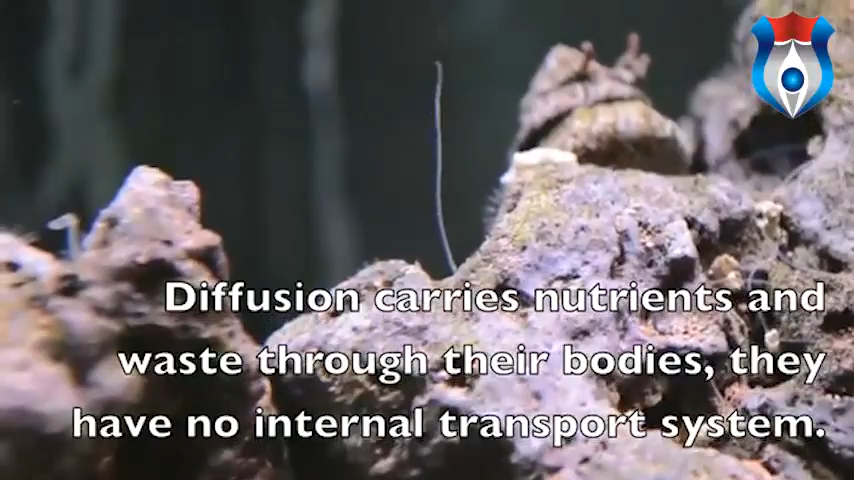 Diffusion carries nutrients and
waste through their bodies, they
have no internal transport system.